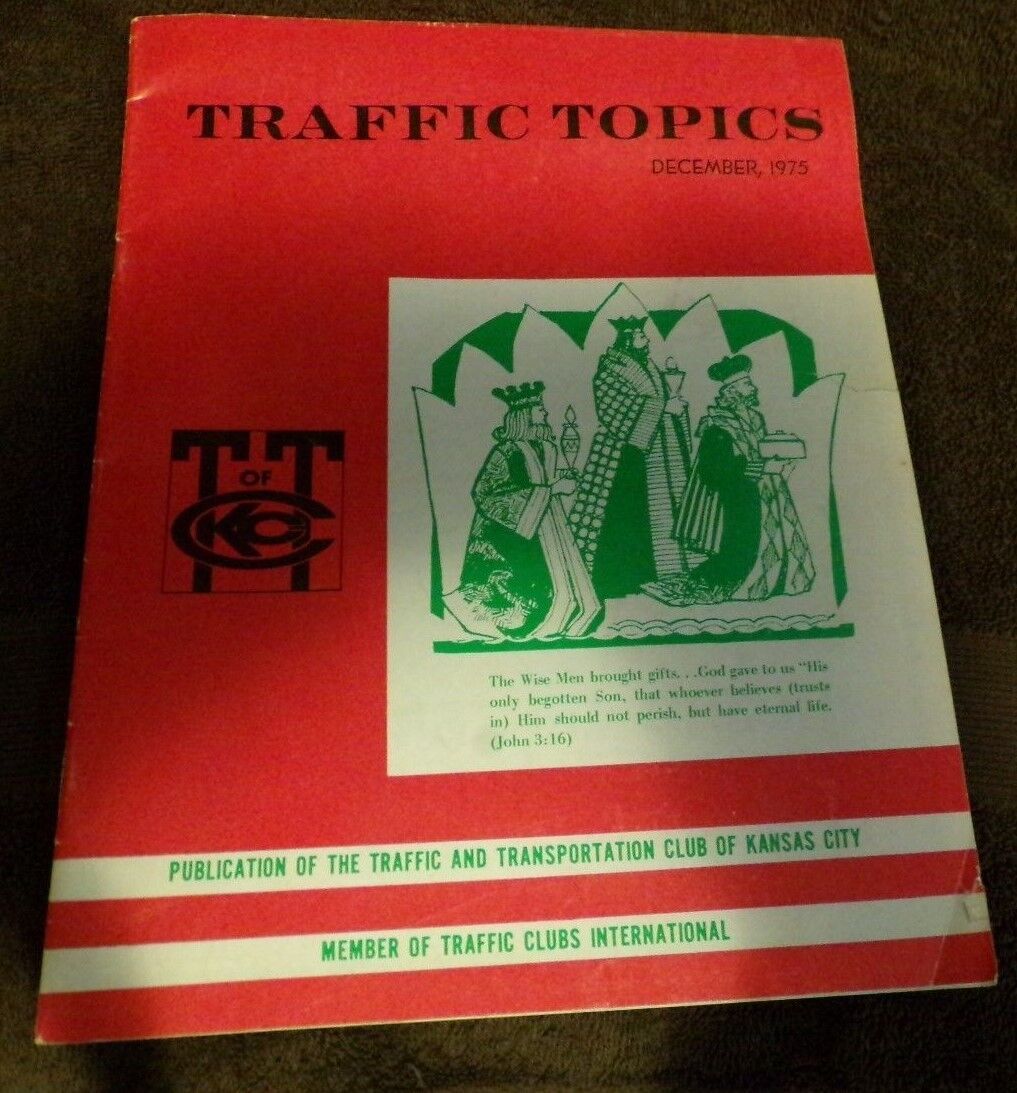 TRAFFIC TOPICS
DECEMBER, 1975
T OF T
KC
The Wise Men brought gifts. . .God gave to us "His
only begotten Son, that whoever believes (trusts
in) Him should not perish, but have eternal life.
(John 3:16)
PUBLICATION OF THE TRAFFIC AND TRANSPORTATION CLUB OF KANSAS CITY
MEMBER OF TRAFFIC CLUBS INTERNATIONAL